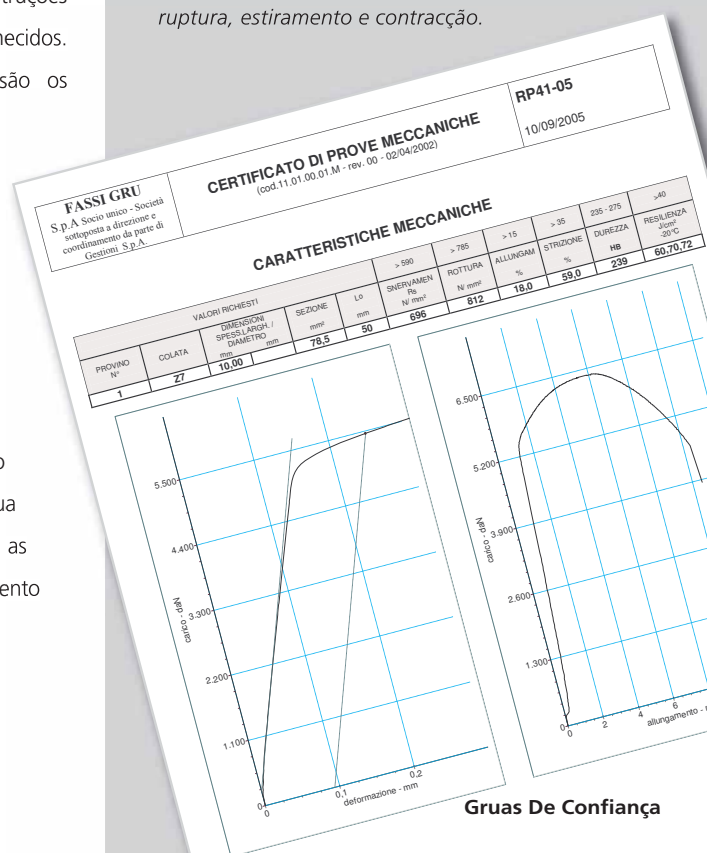 truções
hecidos.
são os
ruptura, estiramento e contracção.
o
ua
as
ento
FASSI GRU
S.p.A Socio unico - Società
sottoposta a direzione e
coordinamento da parte di
Gestioni S.p.A.
CERTIFICATO DI PROVE MECCANICHE
(cod.11.01.00.01.M - rev. 00 - 02/04/2002)
RP41-05
10/09/2005
CARATTERISTICHE MECCANICHE
VALORI RICHIESTI > 590 > 785 > 15 > 35 235 - 275 >40
PROVINO N° COLATA DIMENSIONI SPESS.LARGH. / DIAMETRO mm mm SEZIONE mm² Lo mm SNERVAMEN Rs N/ mm² ROTTURA N/ mm² ALLUNGAM % STRIZIONE % DUREZZA HB RESILIENZA J/cm² -20°C
1 Z7 10,00 78,5 50 696 812 18,0 59,0 239 60,70,72
5.500
4.400
3.300
2.200
1.100
0
carico - daN
0 0,1 0,2
deformazione - mm
6.500
5.200
3.900
2.600
1.300
0
carico - daN
0 2 4 6
allungamento -
Gruas De Confiança